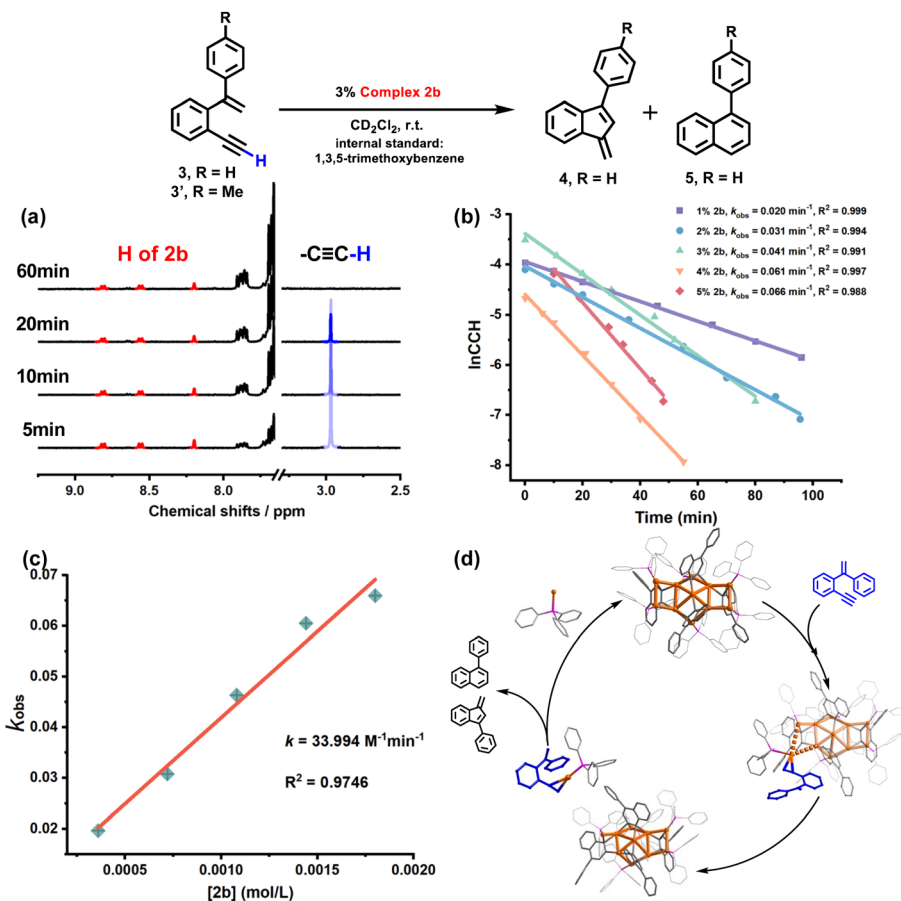 R
R
3% Complex 2b
CD2Cl2, r.t.
internal standard:
1,3,5-trimethoxybenzene
+
H
3, R = H
3’, R = Me
4, R = H
5, R = H
R
(a)
H of 2b
-C≡C-H
60min
20min
10min
5min
9.0
8.5
8.0
3.0
2.5
Chemical shifts / ppm
(b)
1% 2b, kobs = 0.020 min-1, R2 = 0.999
2% 2b, kobs = 0.031 min-1, R2 = 0.994
3% 2b, kobs = 0.041 min-1, R2 = 0.991
4% 2b, kobs = 0.061 min-1, R2 = 0.997
5% 2b, kobs = 0.066 min-1, R2 = 0.988
lnCCH
-3
-4
-5
-6
-7
-8
0
20
40
60
80
100
Time (min)
(c)
kobs
0.07
0.06
0.05
0.04
0.03
0.02
k = 33.994 M-1min-1
R2 = 0.9746
0.0005
0.0010
0.0015
0.0020
[2b] (mol/L)
(d)